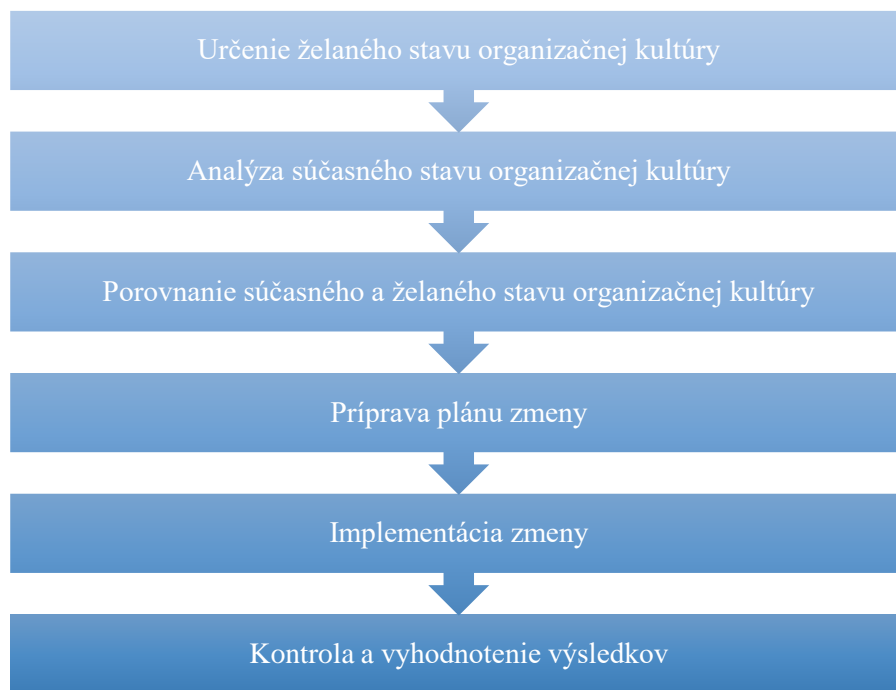 Určenie želaného stavu organizačnej kultúry
Analýza súčasného stavu organizačnej kultúry
Porovnanie súčasného a želaného stavu organizačnej kultúry
Príprava plánu zmeny
Implementácia zmeny
Kontrola a vyhodnotenie výsledkov